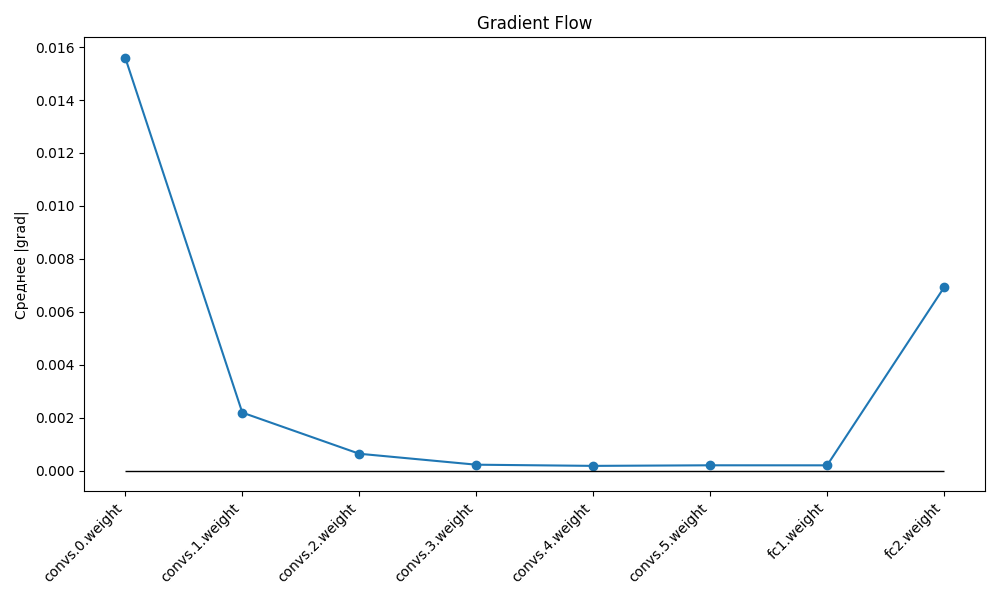 Gradient Flow
Среднее |grad|
0.016
0.014
0.012
0.010
0.008
0.006
0.004
0.002
0.000
convs.0.weight
convs.1.weight
convs.2.weight
convs.3.weight
convs.4.weight
convs.5.weight
fc1.weight
fc2.weight